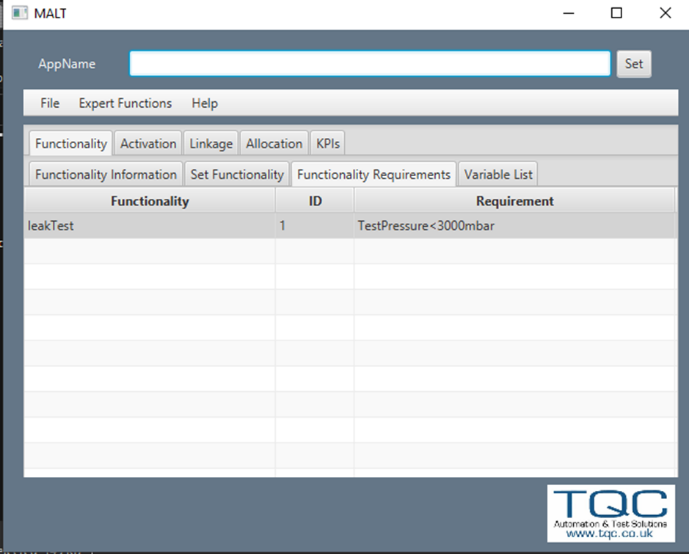 MALT
AppName
Set
File Expert Functions Help
Functionality Activation Linkage Allocation KPIs
Functionality Information Set Functionality Functionality Requirements Variable List
Functionality ID Requirement
leakTest 1 TestPressure<3000mbar
TQC
Automation & Test Solutions
www.tqc.co.uk